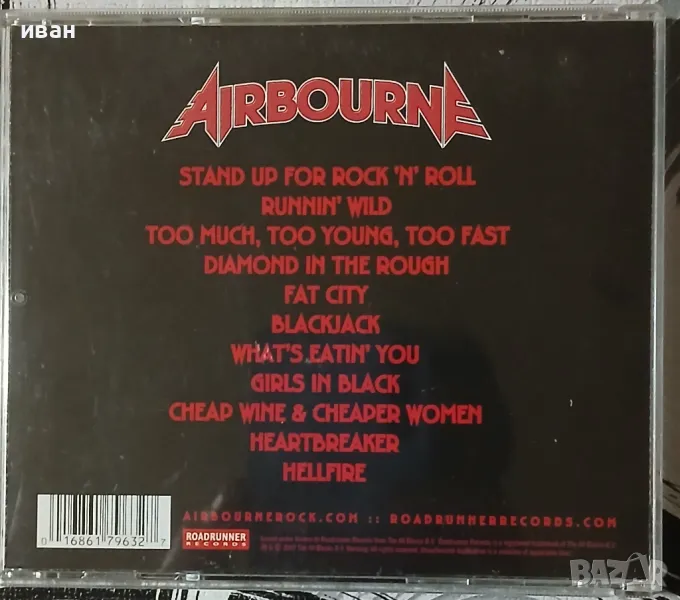 иван
AIRBOURNE
STAND UP FOR ROCK 'N' ROLL
RUNNIN' WILD
TOO MUCH, TOO YOUNG, TOO FAST
DIAMOND IN THE ROUGH
FAT CITY
BLACKJACK
WHAT'S EATIN' YOU
GIRLS IN BLACK
CHEAP WINE & CHEAPER WOMEN
HEARTBREAKER
HELLFIRE
AIRBOURNEROCK.COM :: ROADRUNNERRECORDS.COM
0 16861 79632 7
ROADRUNNER
RECORDS
BAZAR